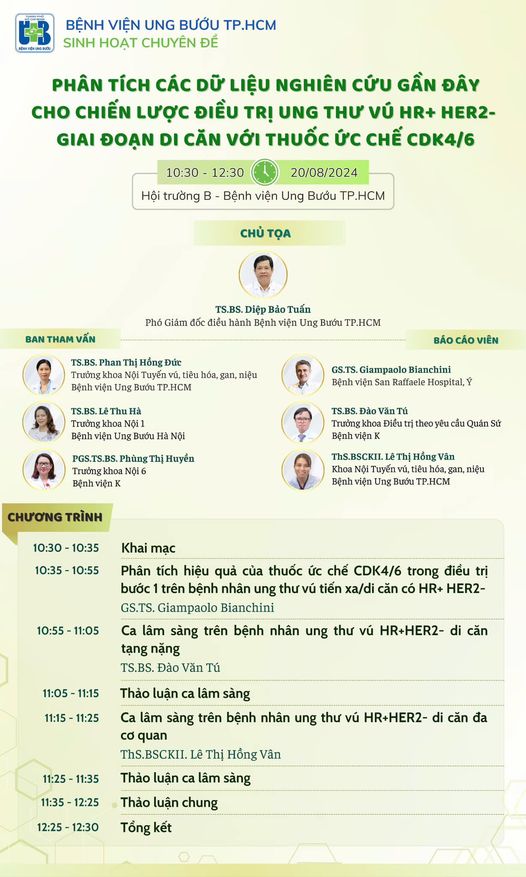 BỆNH VIỆN UNG BƯỚU TP.HCM
SINH HOẠT CHUYÊN ĐỀ
BỆNH VIỆN UNG BƯỚU
PHÂN TÍCH CÁC DỮ LIỆU NGHIÊN CỨU GẦN ĐÂY
CHO CHIẾN LƯỢC ĐIỀU TRỊ UNG THƯ VÚ HR+ HER2-
GIAI ĐOẠN DI CĂN VỚI THUỐC ỨC CHẾ CDK4/6
10:30 - 12:30 20/08/2024
Hội trường B - Bệnh viện Ung Bướu TP.HCM
CHỦ TỌA
TS.BS. Diệp Bảo Tuấn
Phó Giám đốc điều hành Bệnh viện Ung Bướu TP.HCM
BAN THAM VẤN
TS.BS. Phan Thị Hồng Đức
Trưởng khoa Nội Tuyến vú, tiêu hóa, gan, niệu
Bệnh viện Ung Bướu TP.HCM
TS.BS. Lê Thu Hà
Trưởng khoa Nội 1
Bệnh viện Ung Bướu Hà Nội
PGS.TS.BS. Phùng Thị Huyền
Trưởng khoa Nội 6
Bệnh viện K
BÁO CÁO VIÊN
GS.TS. Giampaolo Bianchini
Bệnh viện San Raffaele Hospital, Ý
TS.BS. Đào Văn Tú
Trưởng khoa Điều trị theo yêu cầu Quán Sứ
Bệnh viện K
ThS.BSCKII. Lê Thị Hồng Vân
Khoa Nội Tuyến vú, tiêu hóa, gan, niệu
Bệnh viện Ung Bướu TP.HCM
CHƯƠNG TRÌNH
10:30 - 10:35 Khai mạc
10:35 - 10:55 Phân tích hiệu quả của thuốc ức chế CDK4/6 trong điều trị
bước 1 trên bệnh nhân ung thư vú tiến xa/di căn có HR+ HER2-
GS.TS. Giampaolo Bianchini
10:55 - 11:05 Ca lâm sàng trên bệnh nhân ung thư vú HR+HER2- di căn
tạng nặng
TS.BS. Đào Văn Tú
11:05 - 11:15 Thảo luận ca lâm sàng
11:15 - 11:25 Ca lâm sàng trên bệnh nhân ung thư vú HR+HER2- di căn đa
cơ quan
ThS.BSCKII. Lê Thị Hồng Vân
11:25 - 11:35 Thảo luận ca lâm sàng
11:35 - 12:25 Thảo luận chung
12:25 - 12:30 Tổng kết